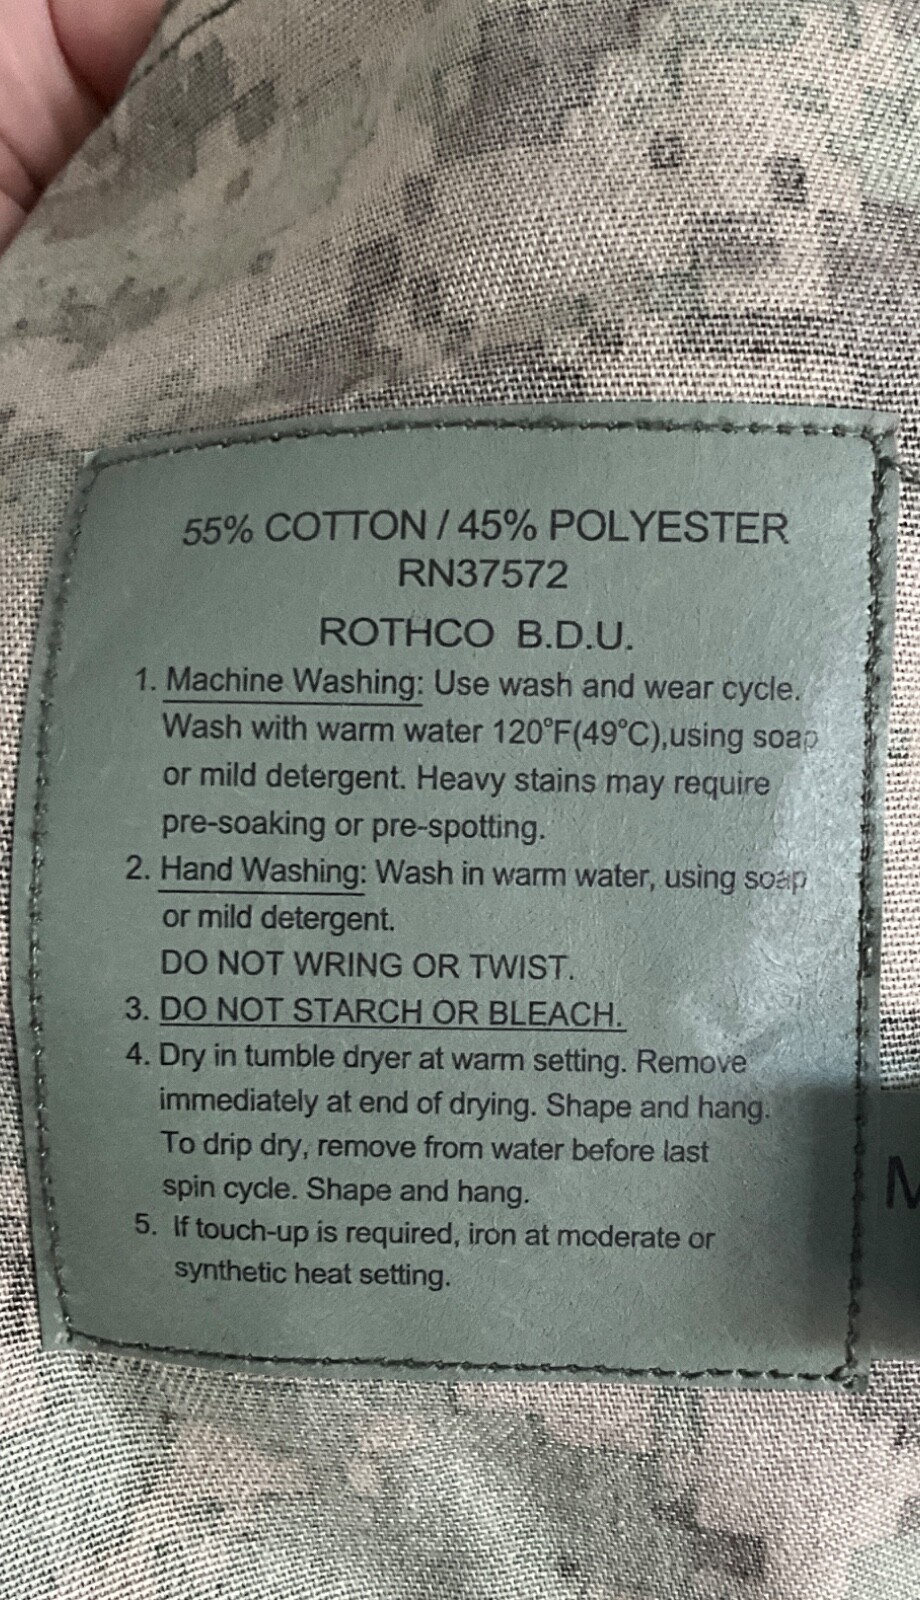 55% COTTON / 45% POLYESTER
RN37572
ROTHCO B.D.U.
1. Machine Washing: Use wash and wear cycle.
Wash with warm water 120°F(49°C),using soap
or mild detergent. Heavy stains may require
pre-soaking or pre-spotting.
2. Hand Washing: Wash in warm water, using soap
or mild detergent.
DO NOT WRING OR TWIST.
3. DO NOT STARCH OR BLEACH.
4. Dry in tumble dryer at warm setting. Remove
immediately at end of drying. Shape and hang.
To drip dry, remove from water before last
spin cycle. Shape and hang.
5. If touch-up is required, iron at moderate or
synthetic heat setting.